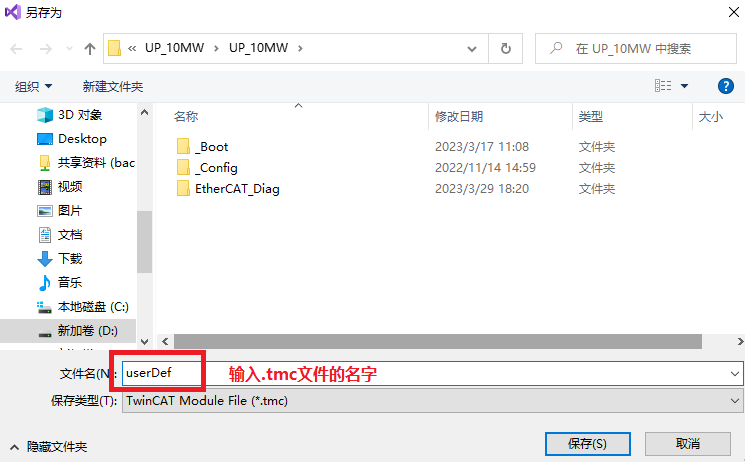 另存为
« UP_10MW › UP_10MW ›
在 UP_10MW 中搜索
组织 新建文件夹
3D 对象
Desktop
共享资料 (bac
视频
图片
文档
下载
音乐
本地磁盘 (C:)
新加卷 (D:)
名称 修改日期 类型 大小
_Boot 2023/3/17 11:08 文件夹
_Config 2022/11/14 14:59 文件夹
EtherCAT_Diag 2023/3/29 18:20 文件夹
文件名(N): userDef 输入.tmc文件的名字
保存类型(T): TwinCAT Module File (*.tmc)
隐藏文件夹 保存(S) 取消